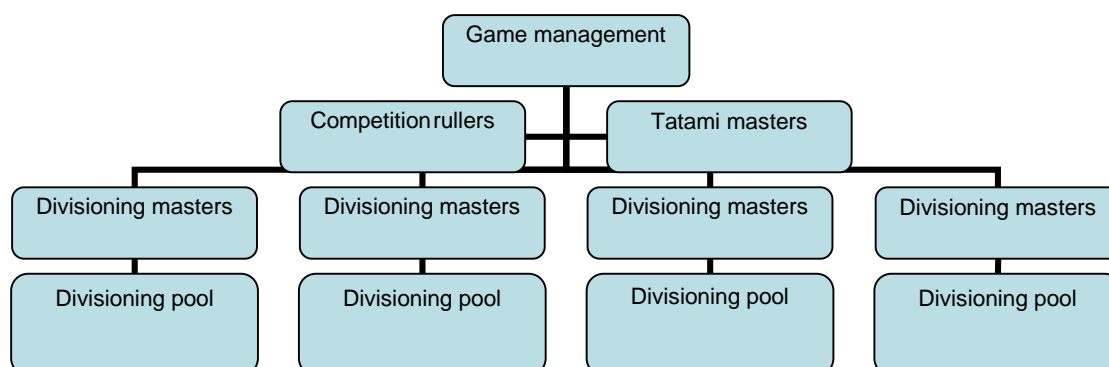 Game management
Competition rullers
Tatami masters
Divisioning masters
Divisioning masters
Divisioning masters
Divisioning masters
Divisioning pool
Divisioning pool
Divisioning pool
Divisioning pool